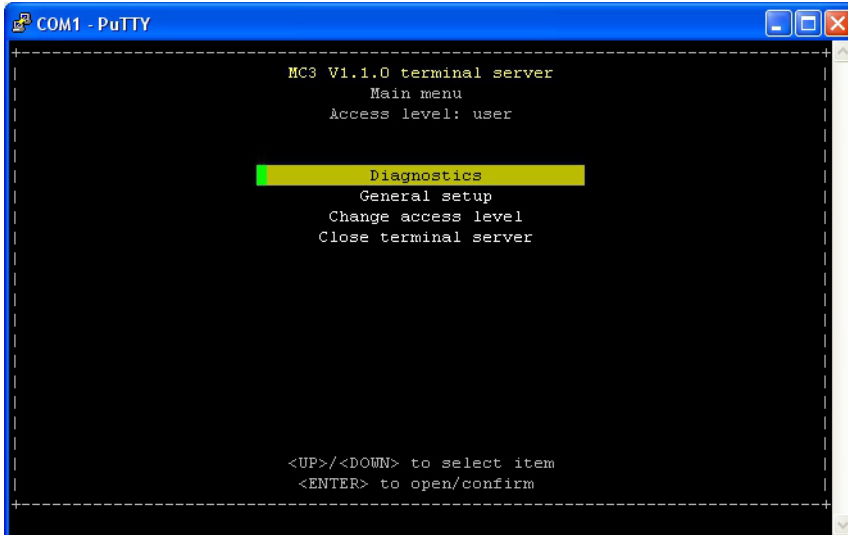 COM1 - PuTTY
MC3 V1.1.0 terminal server
Main menu
Access level: user
Diagnostics
General setup
Change access level
Close terminal server
<UP>/<DOWN> to select item
<ENTER> to open/confirm